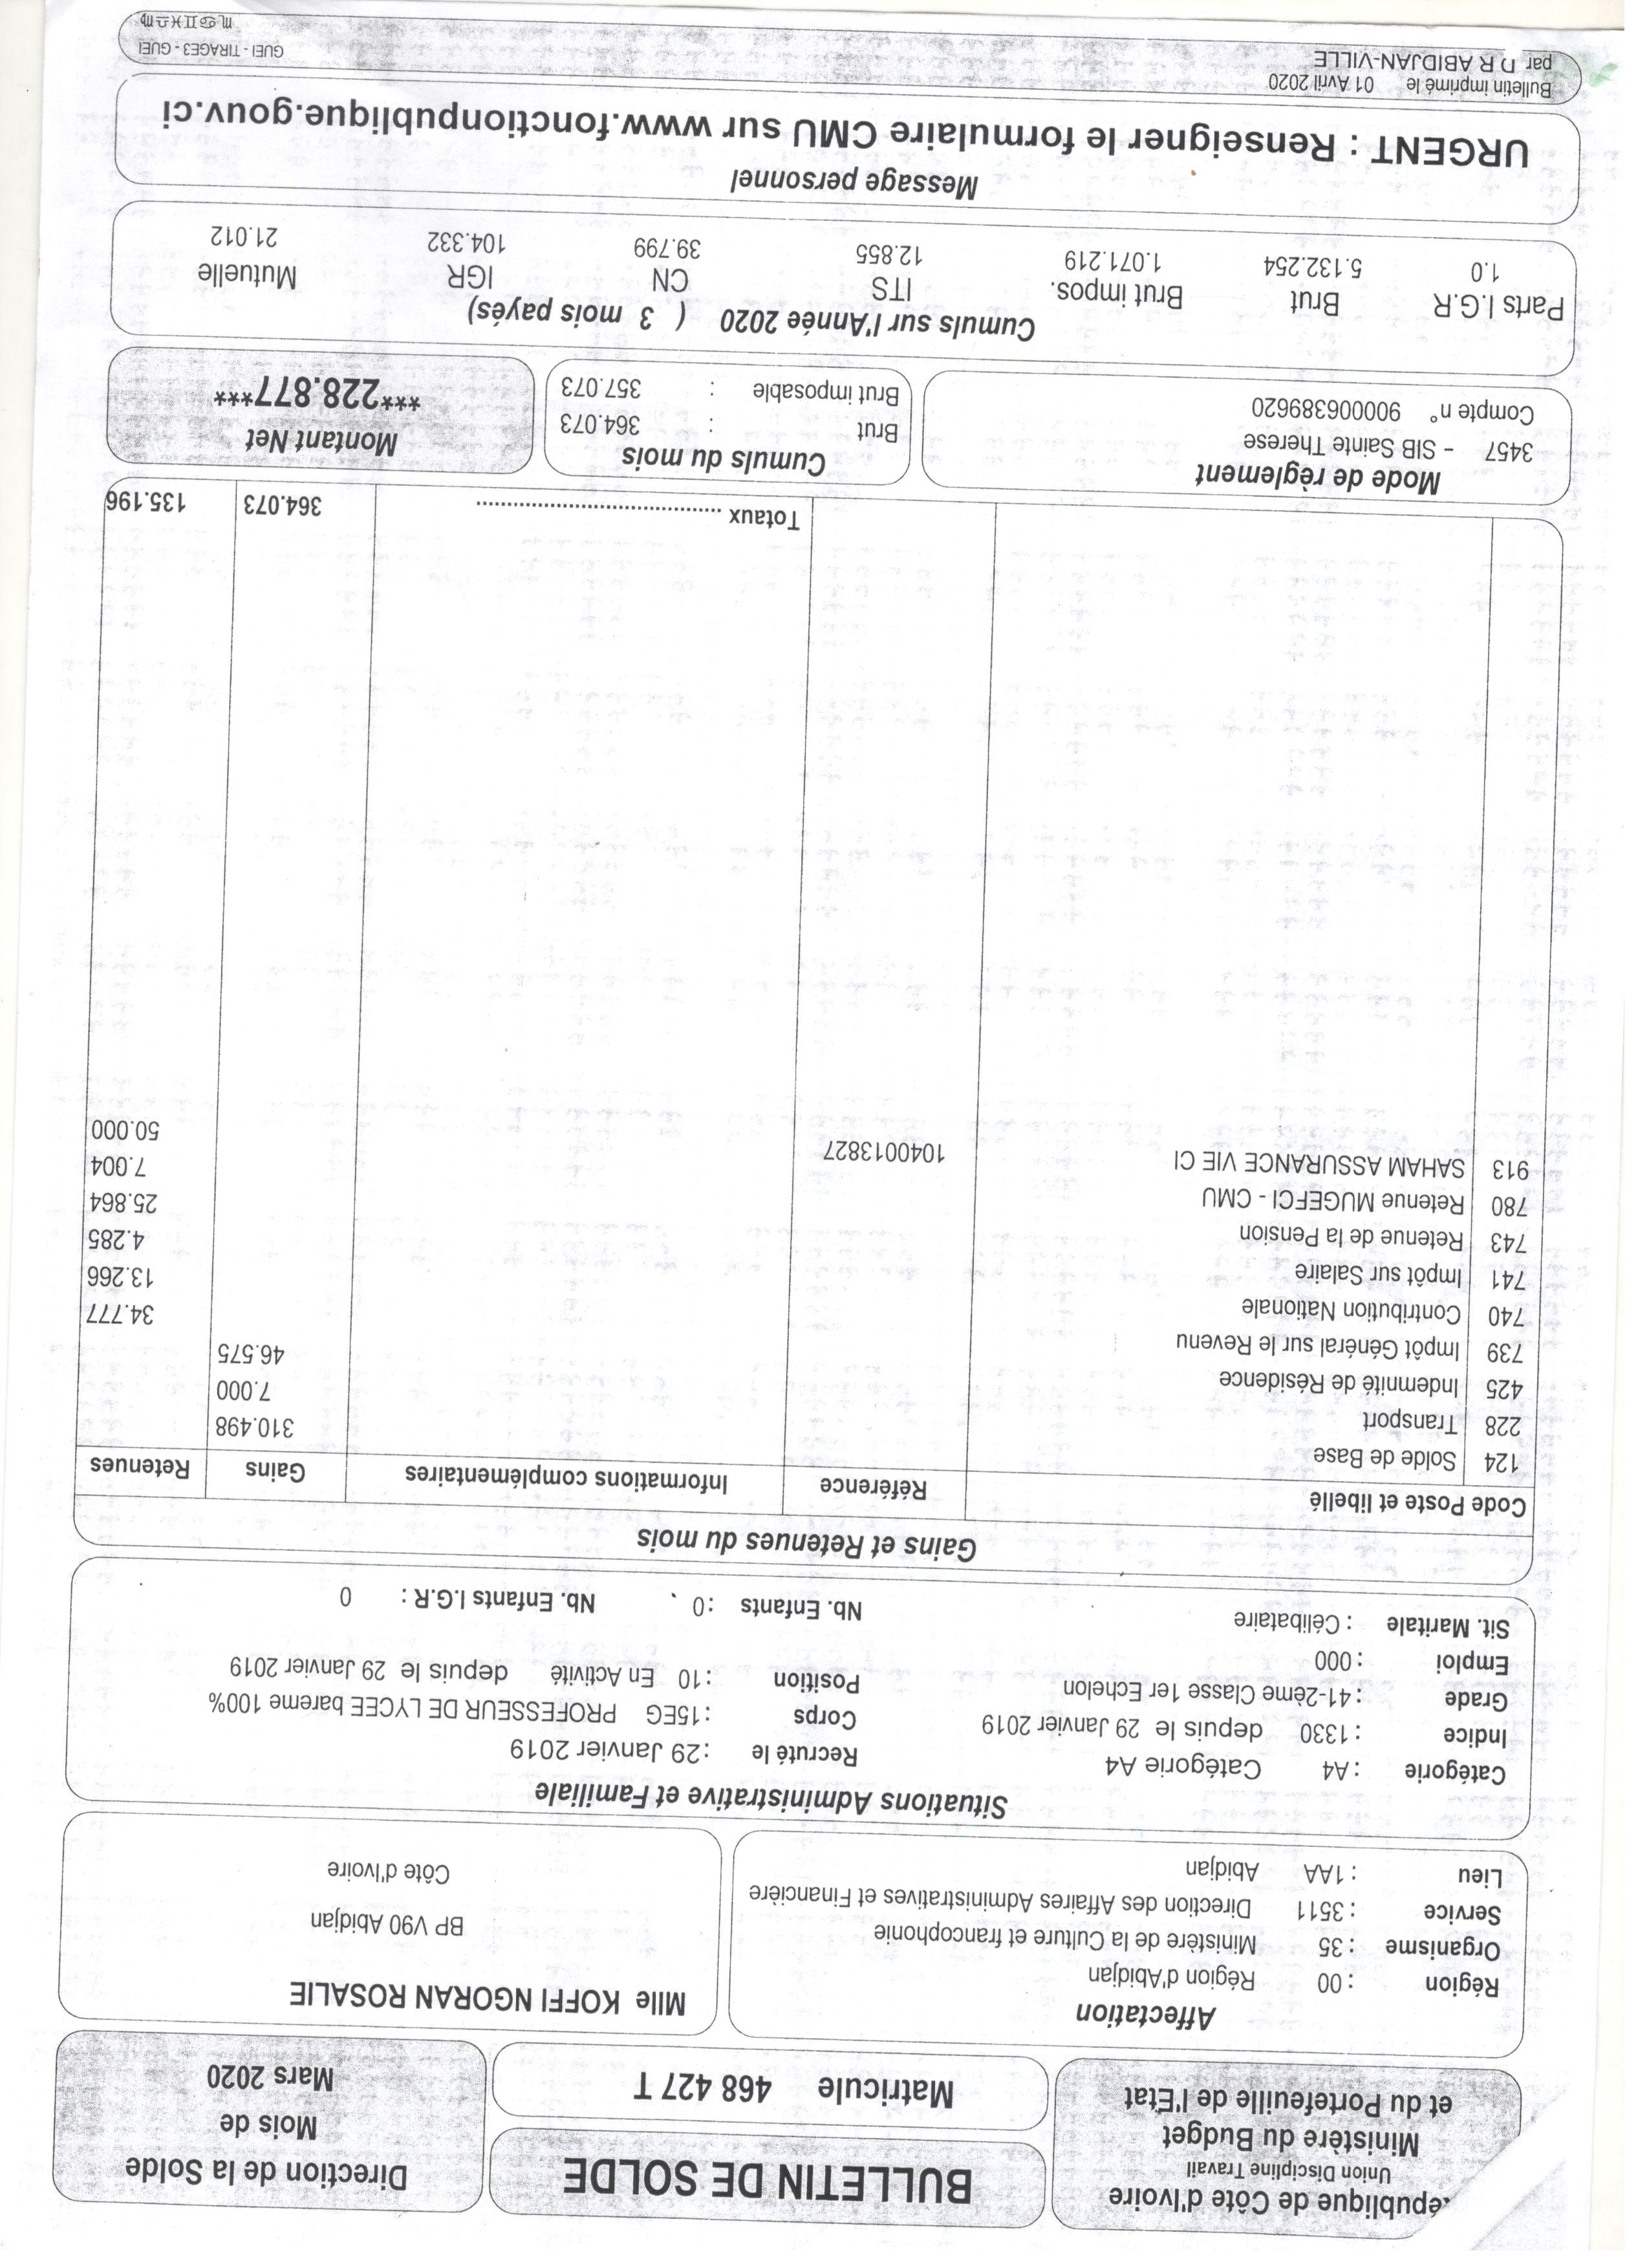 République de Côte d'Ivoire
Union Discipline Travail
Ministère du Budget
et du Portefeuille de l'Etat
BULLETIN DE SOLDE
Matricule 468 427 T
Direction de la Solde
Mois de
Mars 2020
Affectation
Région : 00 Région d'Abidjan
Organisme : 35 Ministère de la Culture et francophonie
Service : 3511 Direction des Affaires Administratives et Financière
Lieu : 1AA Abidjan
Mlle KOFFI NGORAN ROSALIE
BP V90 Abidjan
Côte d'Ivoire
Situations Administrative et Familiale
Catégorie : A4 Catégorie A4 Recruté le : 29 Janvier 2019
Indice : 1330 depuis le 29 Janvier 2019 Corps : 15EG PROFESSEUR DE LYCEE bareme 100%
Grade : 41-2ème Classe 1er Echelon Position : 10 En Activité depuis le 29 Janvier 2019
Emploi : 000
Sit. Maritale : Célibataire Nb. Enfants : 0 Nb. Enfants I.G.R : 0
Gains et Retenues du mois
Code Poste et libellé Référence Informations complémentaires Gains Retenues
124 Solde de Base 310.498
228 Transport 7.000
425 Indemnité de Résidence 46.575
739 Impôt Général sur le Revenu 34.777
740 Contribution Nationale 13.266
741 Impôt sur Salaire 4.285
743 Retenue de la Pension 25.864
780 Retenue MUGEFCI - CMU 7.004
913 SAHAM ASSURANCE VIE CI 1040013827 50.000
Totaux ........................................ 364.073 135.196
Mode de règlement
3457 - SIB Sainte Therese
Compte n° 900006389620
Cumuls du mois
Brut : 364.073
Brut imposable : 357.073
Montant Net
***228.877***
Cumuls sur l'Année 2020 ( 3 mois payés)
Parts I.G.R Brut Brut impos. ITS CN IGR Mutuelle
1.0 5.132.254 1.071.219 12.855 39.799 104.332 21.012
Message personnel
URGENT : Renseigner le formulaire CMU sur www.fonctionpublique.gouv.ci
Bulletin imprimé le 01 Avril 2020
par D R ABIDJAN-VILLE
GUEI - TIRAGE3 - GUEI
♏♋♊♓♎♍